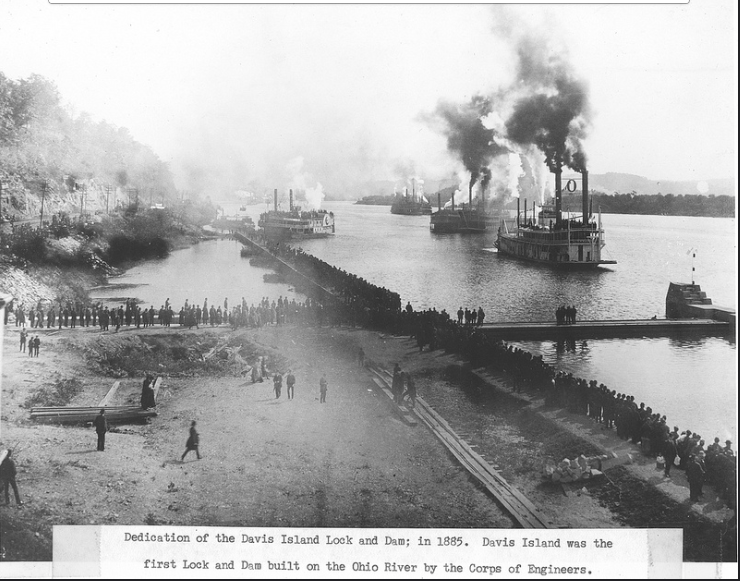 Dedication of the Davis Island Lock and Dam; in 1885. Davis Island was the
first Lock and Dam built on the Ohio River by the Corps of Engineers.